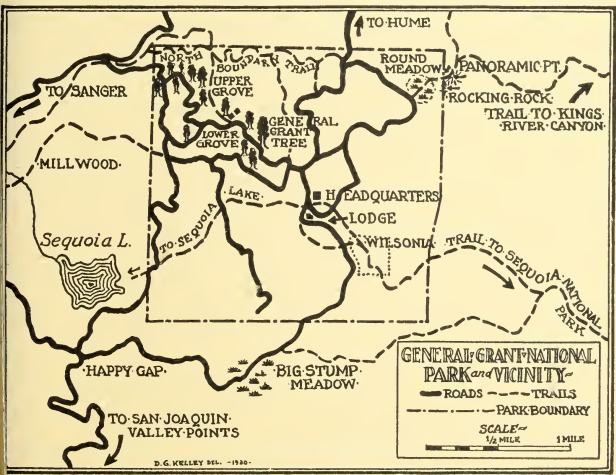 TO HUME
NORTH BOUNDARY TRAIL
ROUND
MEADOW
PANORAMIC PT.
TO SANGER
UPPER
GROVE
ROCKING ROCK
TRAIL TO KINGS
RIVER CANYON
GENERAL
GRANT
TREE
LOWER
GROVE
·MILLWOOD·
HEADQUARTERS
LODGE
TO SEQUOIA LAKE
Sequoia L.
WILSONIA
TRAIL TO SEQUOIA NATIONAL
PARK
·HAPPY GAP·
·BIG STUMP
MEADOW·
GENERAL GRANT NATIONAL
PARK and VICINITY~
ROADS TRAILS
PARK BOUNDARY
SCALE~
1/2 MILE 1 MILE
TO SAN JOAQUIN
VALLEY POINTS
D.G. KELLEY DEL. -1930-